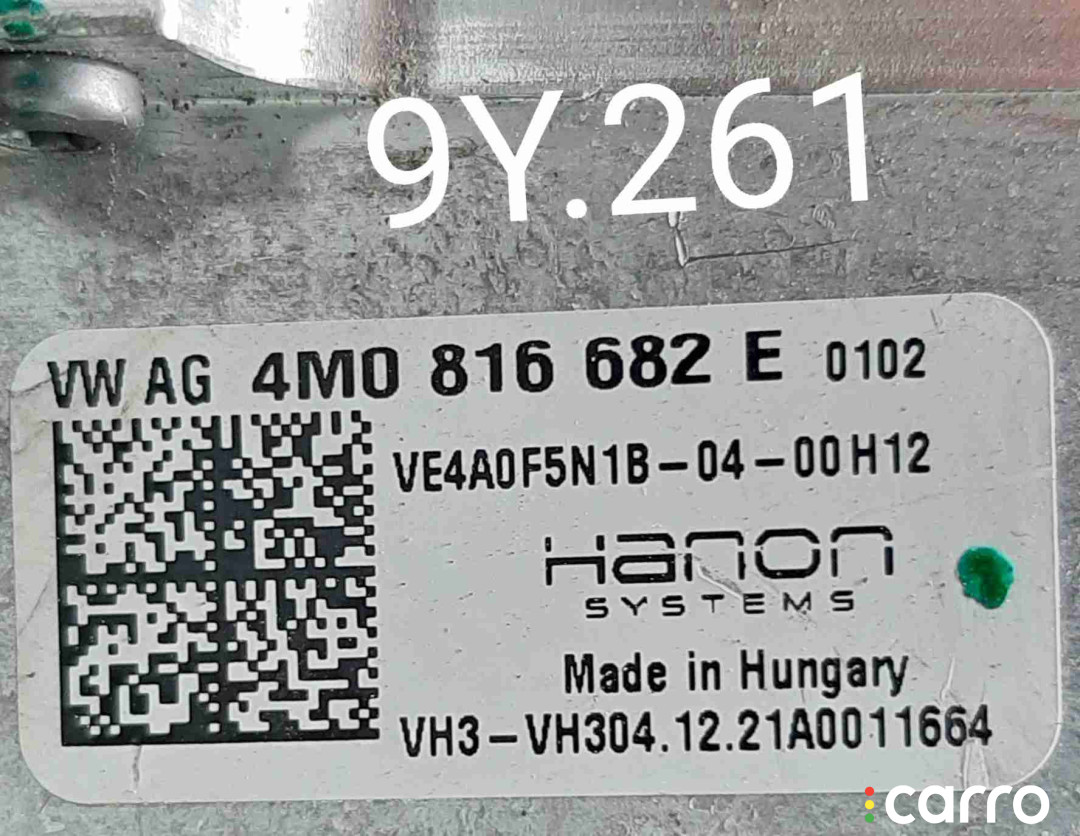 9Y.261
VW AG 4M0 816 682 E 0102
VE4A0F5N1B-04-00H12
Hanon
SYSTEMS
Made in Hungary
VH3-VH304.12.21A0011664
carro